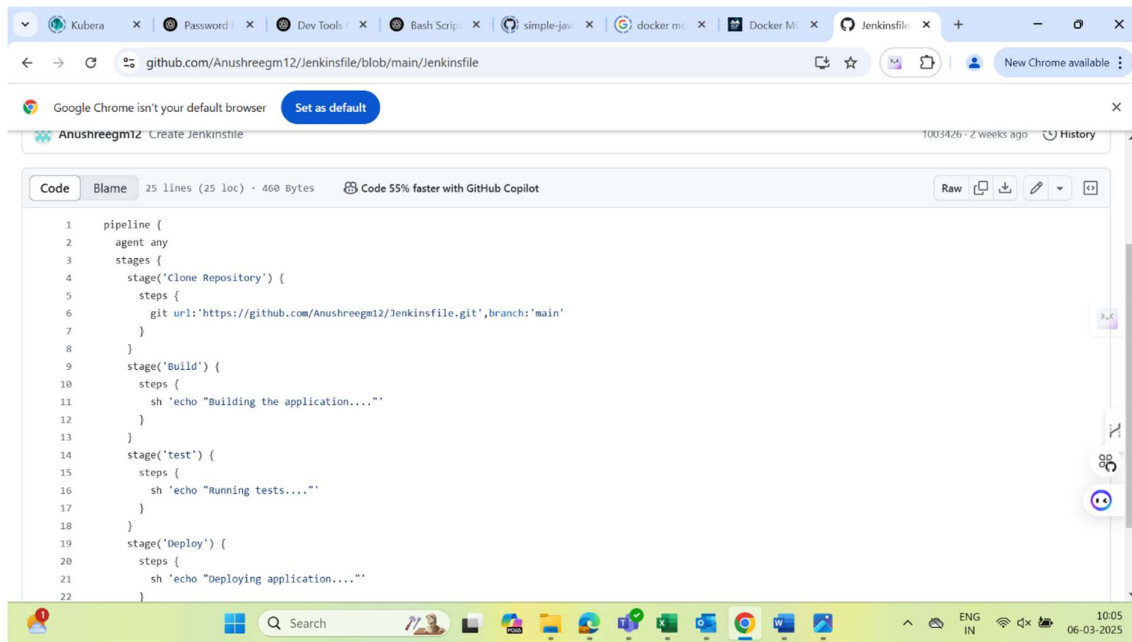 Kubera
Password
Dev Tools
Bash Script
simple-jav
docker mc
Docker MC
Jenkinsfile
github.com/Anushreegm12/Jenkinsfile/blob/main/Jenkinsfile
New Chrome available
Google Chrome isn't your default browser
Set as default
Anushreegm12 Create Jenkinsfile
1003426 · 2 weeks ago
History
Code
Blame
25 lines (25 loc) · 460 Bytes
Code 55% faster with GitHub Copilot
Raw
1 pipeline {
2 agent any
3 stages {
4 stage('Clone Repository') {
5 steps {
6 git url:'https://github.com/Anushreegm12/Jenkinsfile.git',branch:'main'
7 }
8 }
9 stage('Build') {
10 steps {
11 sh 'echo "Building the application...."'
12 }
13 }
14 stage('test') {
15 steps {
16 sh 'echo "Running tests...."'
17 }
18 }
19 stage('Deploy') {
20 steps {
21 sh 'echo "Deploying application...."'
22 }
1
Search
ENG
IN
10:05
06-03-2025